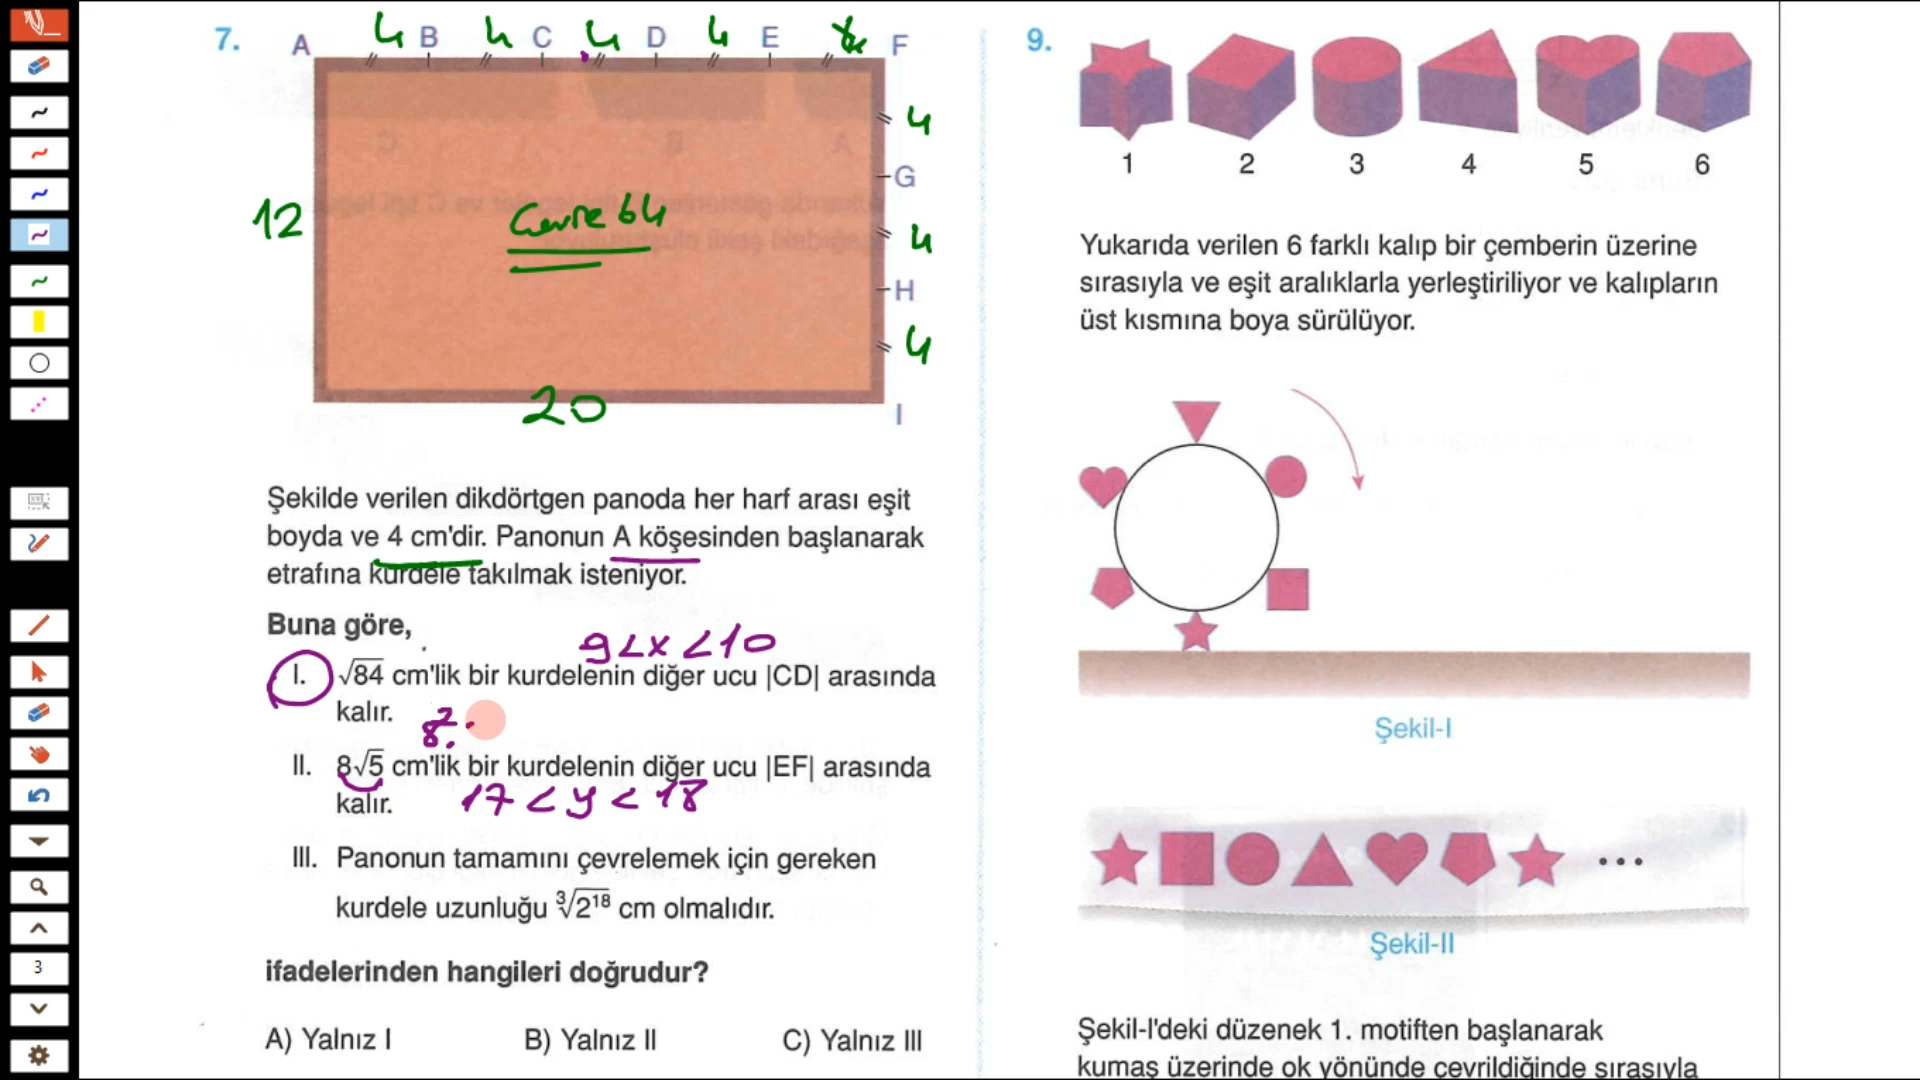 7.
A B C D E F
4 4 4 4
4
G
4
H
4
I
12
Çevre 64
20
Şekilde verilen dikdörtgen panoda her harf arası eşit
boyda ve 4 cm'dir. Panonun A köşesinden başlanarak
etrafına kurdele takılmak isteniyor.
Buna göre,
9<x<10
I. √84 cm'lik bir kurdelenin diğer ucu |CD| arasında
kalır.
8².
II. 8√5 cm'lik bir kurdelenin diğer ucu |EF| arasında
kalır.
17<y<18
III. Panonun tamamını çevrelemek için gereken
kurdele uzunluğu ∛2¹⁸ cm olmalıdır.
ifadelerinden hangileri doğrudur?
A) Yalnız I B) Yalnız II C) Yalnız III
9.
1 2 3 4 5 6
Yukarıda verilen 6 farklı kalıp bir çemberin üzerine
sırasıyla ve eşit aralıklarla yerleştiriliyor ve kalıpların
üst kısmına boya sürülüyor.
Şekil-I
Şekil-II
Şekil-I'deki düzenek 1. motiften başlanarak
kumaş üzerinde ok yönünde çevrildiğinde sırasıyla
3